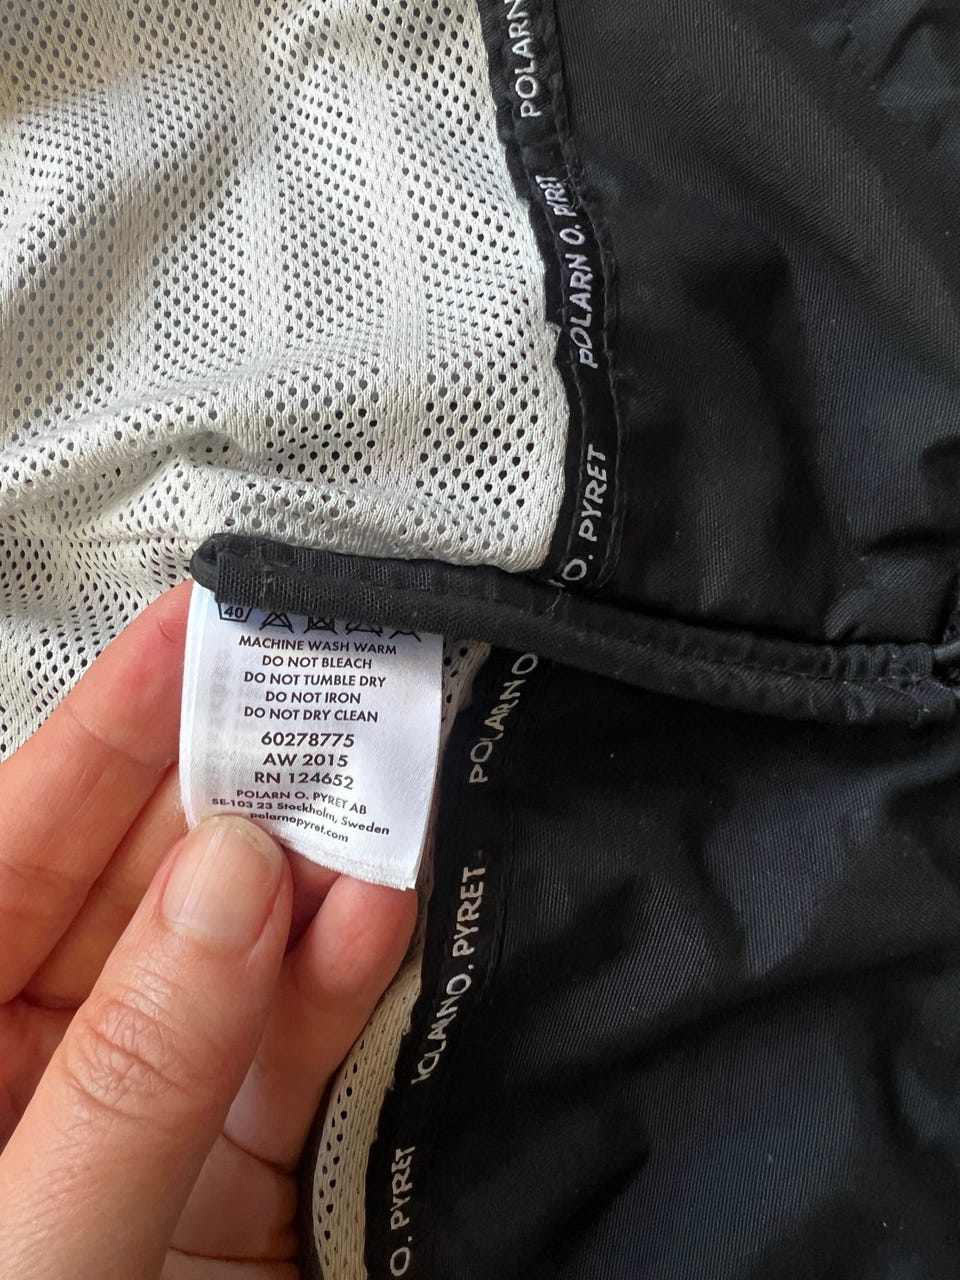 POLARN
POLARN O. PYRET
O. PYRET
40
MACHINE WASH WARM
DO NOT BLEACH
DO NOT TUMBLE DRY
DO NOT IRON
DO NOT DRY CLEAN
60278775
AW 2015
RN 124652
POLARN O. PYRET AB
SE-103 23 Stockholm, Sweden
polarnopyret.com
POLARNO
O. PYRET
O. PYRET